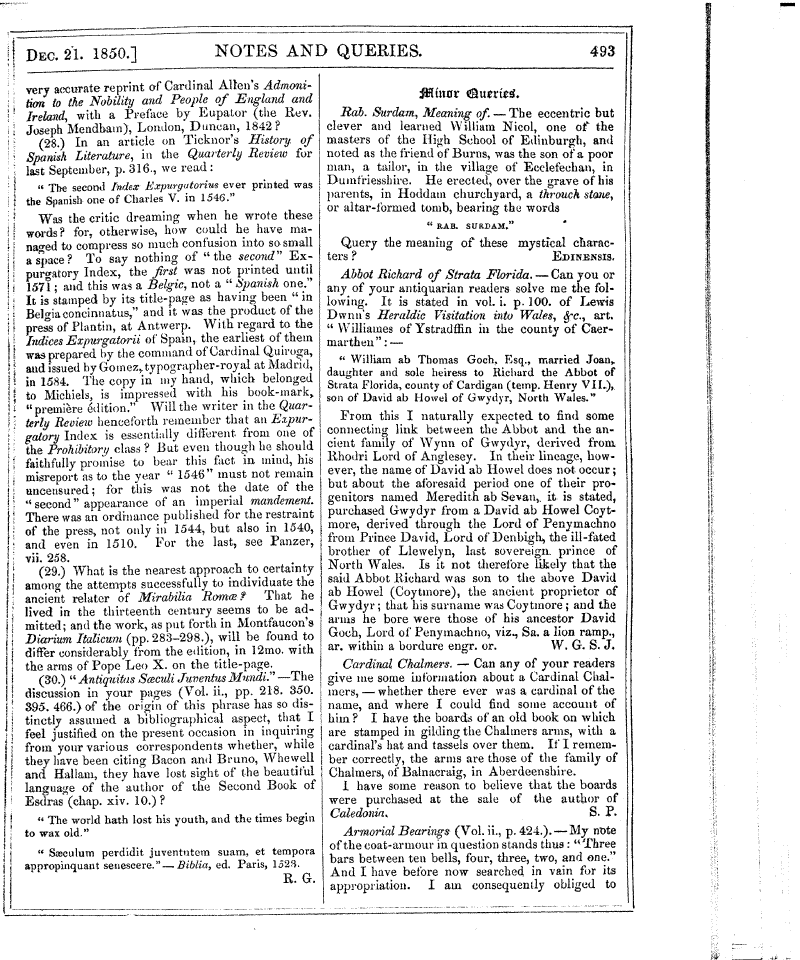 DEC. 21. 1850.] NOTES AND QUERIES. 493
very accurate reprint of Cardinal Allen's Admoni-
tion to the Nobility and People of England and
Ireland, with a Preface by Eupator (the Rev.
Joseph Mendham), London, Duncan, 1842?
(28.) In an article on Ticknor's History of
Spanish Literature, in the Quarterly Review for
last September, p. 316., we read:
"The second Index Expurgatorius ever printed was
the Spanish one of Charles V. in 1546."
Was the critic dreaming when he wrote these
words? for, otherwise, how could he have ma-
naged to compress so much confusion into so small
a space? To say nothing of "the second" Ex-
purgatory Index, the first was not printed until
1571; and this was a Belgic, not a "Spanish one."
It is stamped by its title-page as having been "in
Belgia concinnatus," and it was the product of the
press of Plantin, at Antwerp. With regard to the
Indices Expurgatorii of Spain, the earliest of them
was prepared by the command of Cardinal Quiroga,
and issued by Gomez, typographer-royal at Madrid,
in 1584. The copy in my hand, which belonged
to Michiels, is impressed with his book-mark,
"première édition." Will the writer in the Quar-
terly Review henceforth remember that an Expur-
gatory Index is essentially different from one of
the Prohibitory class? But even though he should
faithfully promise to bear this fact in mind, his
misreport as to the year "1546" must not remain
uncensured; for this was not the date of the
"second" appearance of an imperial mandement.
There was an ordinance published for the restraint
of the press, not only in 1544, but also in 1540,
and even in 1510. For the last, see Panzer,
vii. 258.
(29.) What is the nearest approach to certainty
among the attempts successfully to individuate the
ancient relater of Mirabilia Romæ? That he
lived in the thirteenth century seems to be ad-
mitted; and the work, as put forth in Montfaucon's
Diarium Italicum (pp. 283-298.), will be found to
differ considerably from the edition, in 12mo. with
the arms of Pope Leo X. on the title-page.
(30.) "Antiquitas Sæculi Juventus Mundi."—The
discussion in your pages (Vol. ii., pp. 218. 350.
395. 466.) of the origin of this phrase has so dis-
tinctly assumed a bibliographical aspect, that I
feel justified on the present occasion in inquiring
from your various correspondents whether, while
they have been citing Bacon and Bruno, Whewell
and Hallam, they have lost sight of the beautiful
language of the author of the Second Book of
Esdras (chap. xiv. 10.)?
"The world hath lost his youth, and the times begin
to wax old."
"Sæculum perdidit juventutem suam, et tempora
appropinquant senescere."—Biblia, ed. Paris, 1523.
R. G.
Minor Queries.
Rab. Surdam, Meaning of.—The eccentric but
clever and learned William Nicol, one of the
masters of the High School of Edinburgh, and
noted as the friend of Burns, was the son of a poor
man, a tailor, in the village of Ecclefechan, in
Dumfriesshire. He erected, over the grave of his
parents, in Hoddam churchyard, a throuch stane,
or altar-formed tomb, bearing the words
"RAB. SURDAM."
Query the meaning of these mystical charac-
ters? EDINENSIS.
Abbot Richard of Strata Florida.—Can you or
any of your antiquarian readers solve me the fol-
lowing. It is stated in vol. i. p. 100. of Lewis
Dwnn's Heraldic Visitation into Wales, &c., art.
"Williames of Ystradffin in the county of Caer-
marthen":—
"William ab Thomas Goch, Esq., married Joan,
daughter and sole heiress to Richard the Abbot of
Strata Florida, county of Cardigan (temp. Henry VII.),
son of David ab Howel of Gwydyr, North Wales."
From this I naturally expected to find some
connecting link between the Abbot and the an-
cient family of Wynn of Gwydyr, derived from
Rhodri Lord of Anglesey. In their lineage, how-
ever, the name of David ab Howel does not occur;
but about the aforesaid period one of their pro-
genitors named Meredith ab Sevan, it is stated,
purchased Gwydyr from a David ab Howel Coyt-
more, derived through the Lord of Penymachno
from Prince David, Lord of Denbigh, the ill-fated
brother of Llewelyn, last sovereign prince of
North Wales. Is it not therefore likely that the
said Abbot Richard was son to the above David
ab Howel (Coytmore), the ancient proprietor of
Gwydyr; that his surname was Coytmore; and the
arms he bore were those of his ancestor David
Goch, Lord of Penymachno, viz., Sa. a lion ramp.,
ar. within a bordure engr. or. W. G. S. J.
Cardinal Chalmers.—Can any of your readers
give me some information about a Cardinal Chal-
mers,—whether there ever was a cardinal of the
name, and where I could find some account of
him? I have the boards of an old book on which
are stamped in gilding the Chalmers arms, with a
cardinal's hat and tassels over them. If I remem-
ber correctly, the arms are those of the family of
Chalmers, of Balnacraig, in Aberdeenshire.
I have some reason to believe that the boards
were purchased at the sale of the author of
Caledonia. S. P.
Armorial Bearings (Vol. ii., p. 424.).—My note
of the coat-armour in question stands thus: "Three
bars between ten bells, four, three, two, and one."
And I have before now searched in vain for its
appropriation. I am consequently obliged to